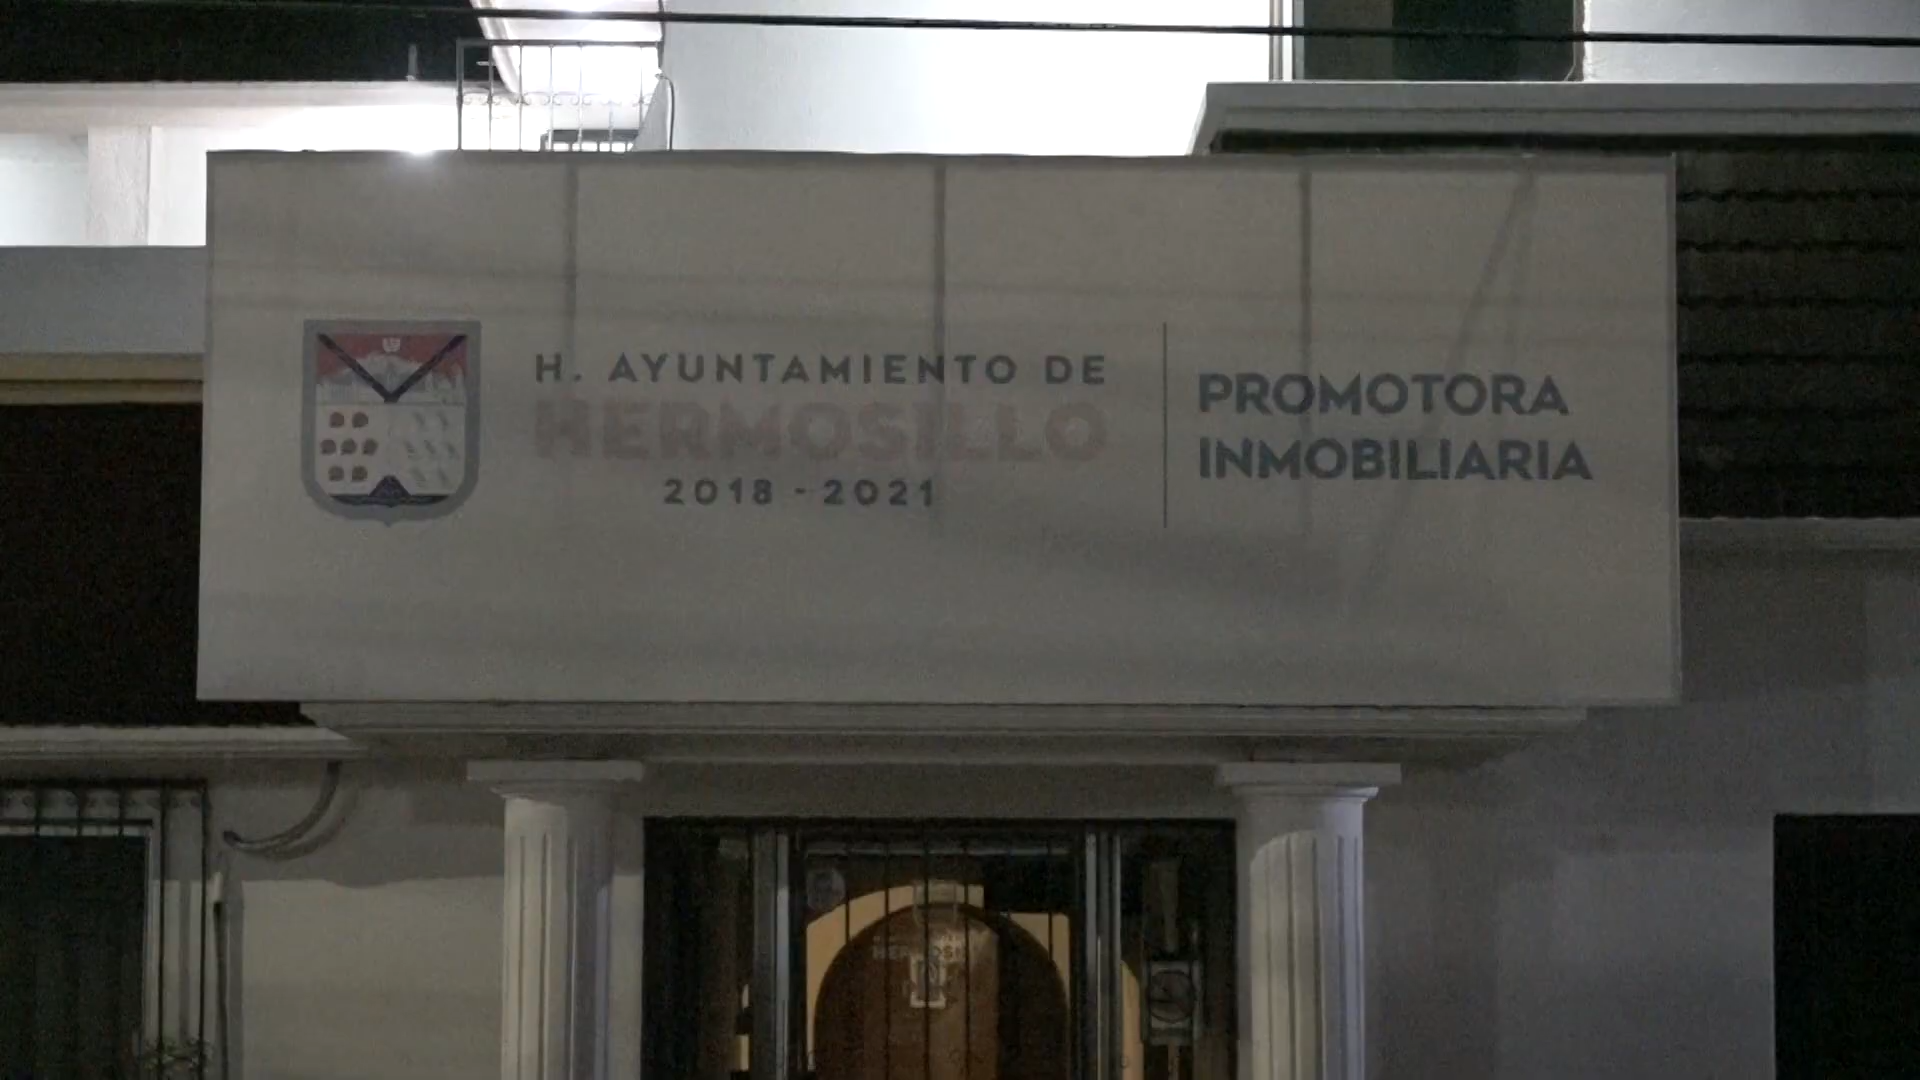 H. AYUNTAMIENTO DE
HERMOSILLO
2018 - 2021
PROMOTORA
INMOBILIARIA